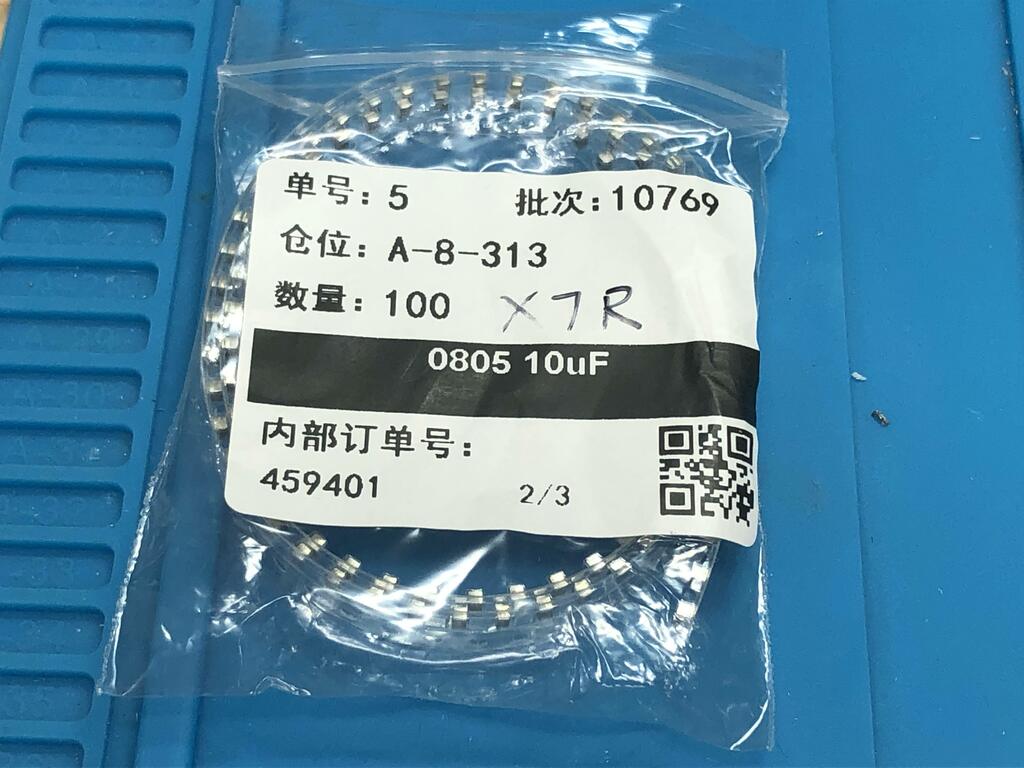 单号：5 批次：10769
仓位：A-8-313
数量：100 X7R
0805 10uF
内部订单号：
459401 2/3